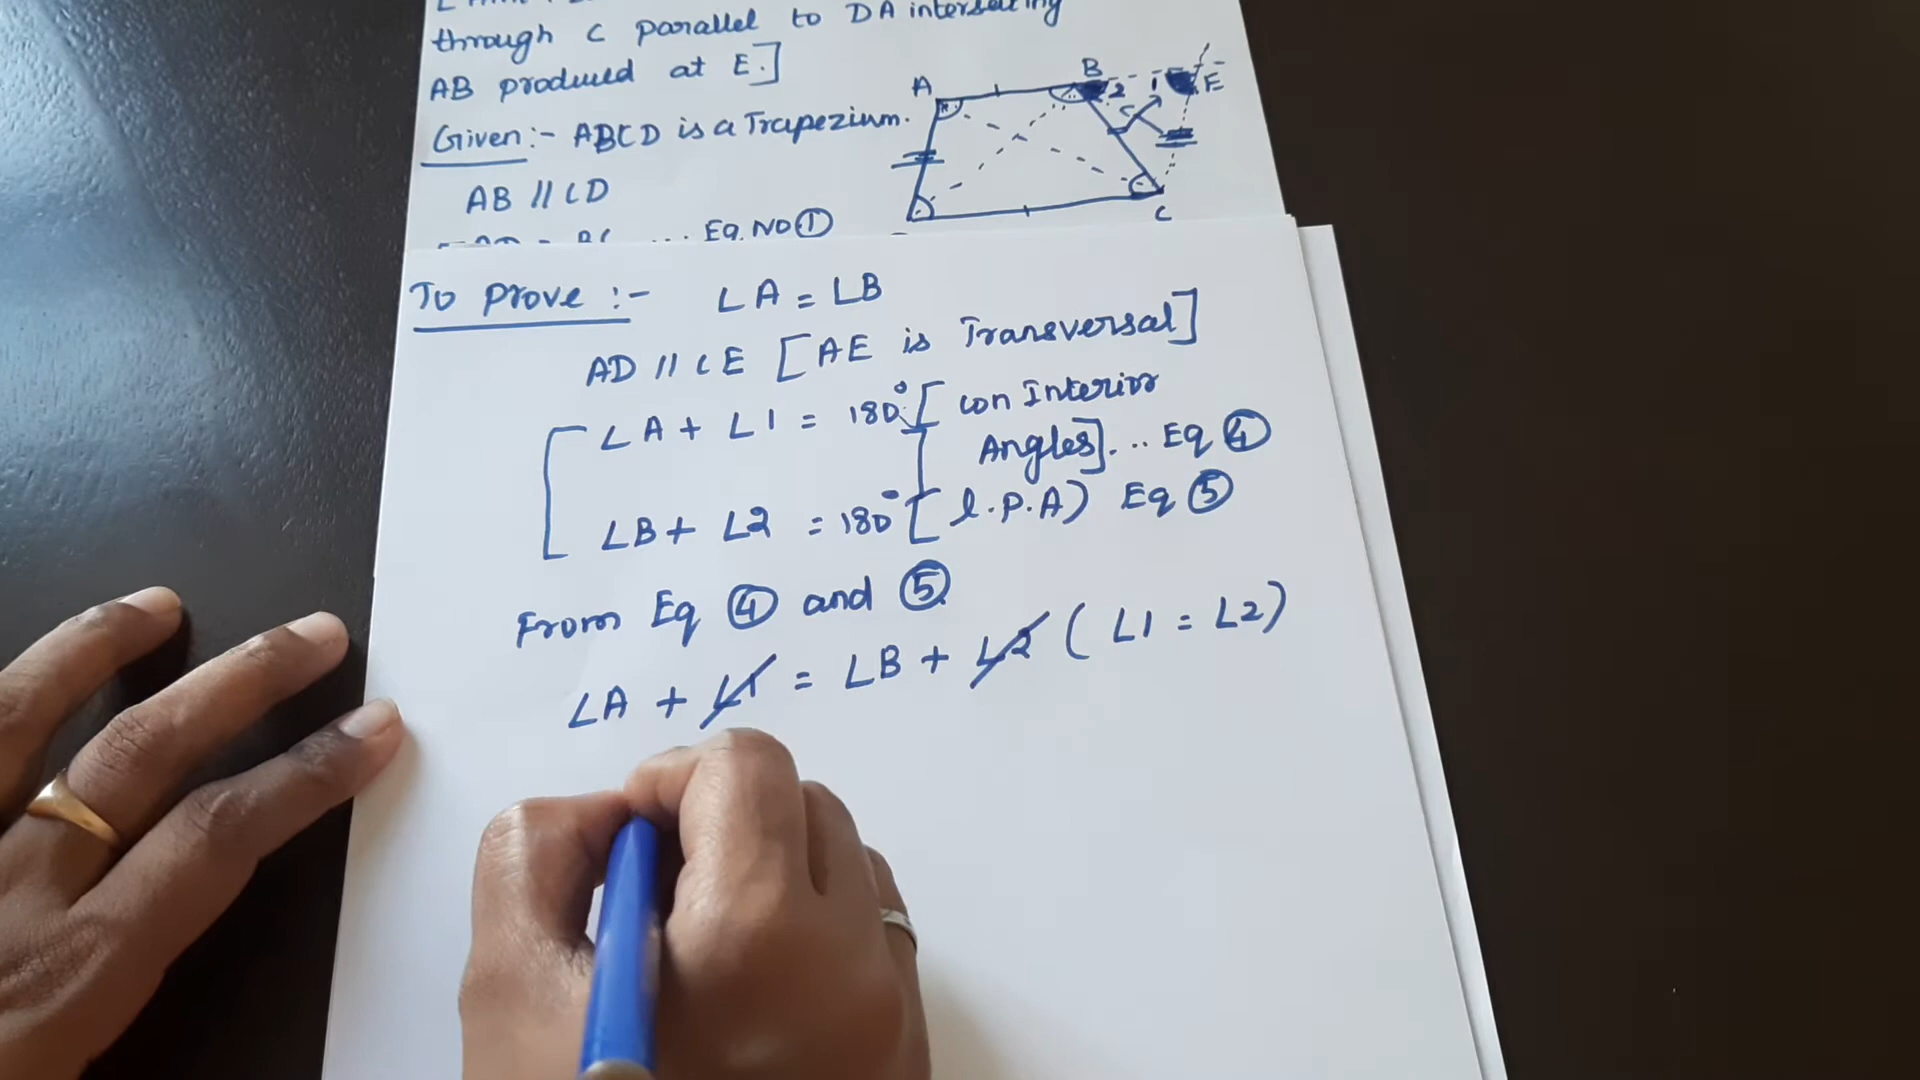 through C parallel to DA intersecting
AB produced at E.]
Given :- ABCD is a Trapezium.
AB // CD
AD = BC ... Eq.No ①
A
B
2
1
E
C
To prove :- ∠A = ∠B
AD // CE [AE is Transversal]
∠A + ∠1 = 180° [con Interior
Angles]... Eq ④
∠B + ∠2 = 180° [l.p.A) Eq ⑤
From Eq ④ and ⑤
∠A + ∠1 = ∠B + ∠2 (∠1 = ∠2)